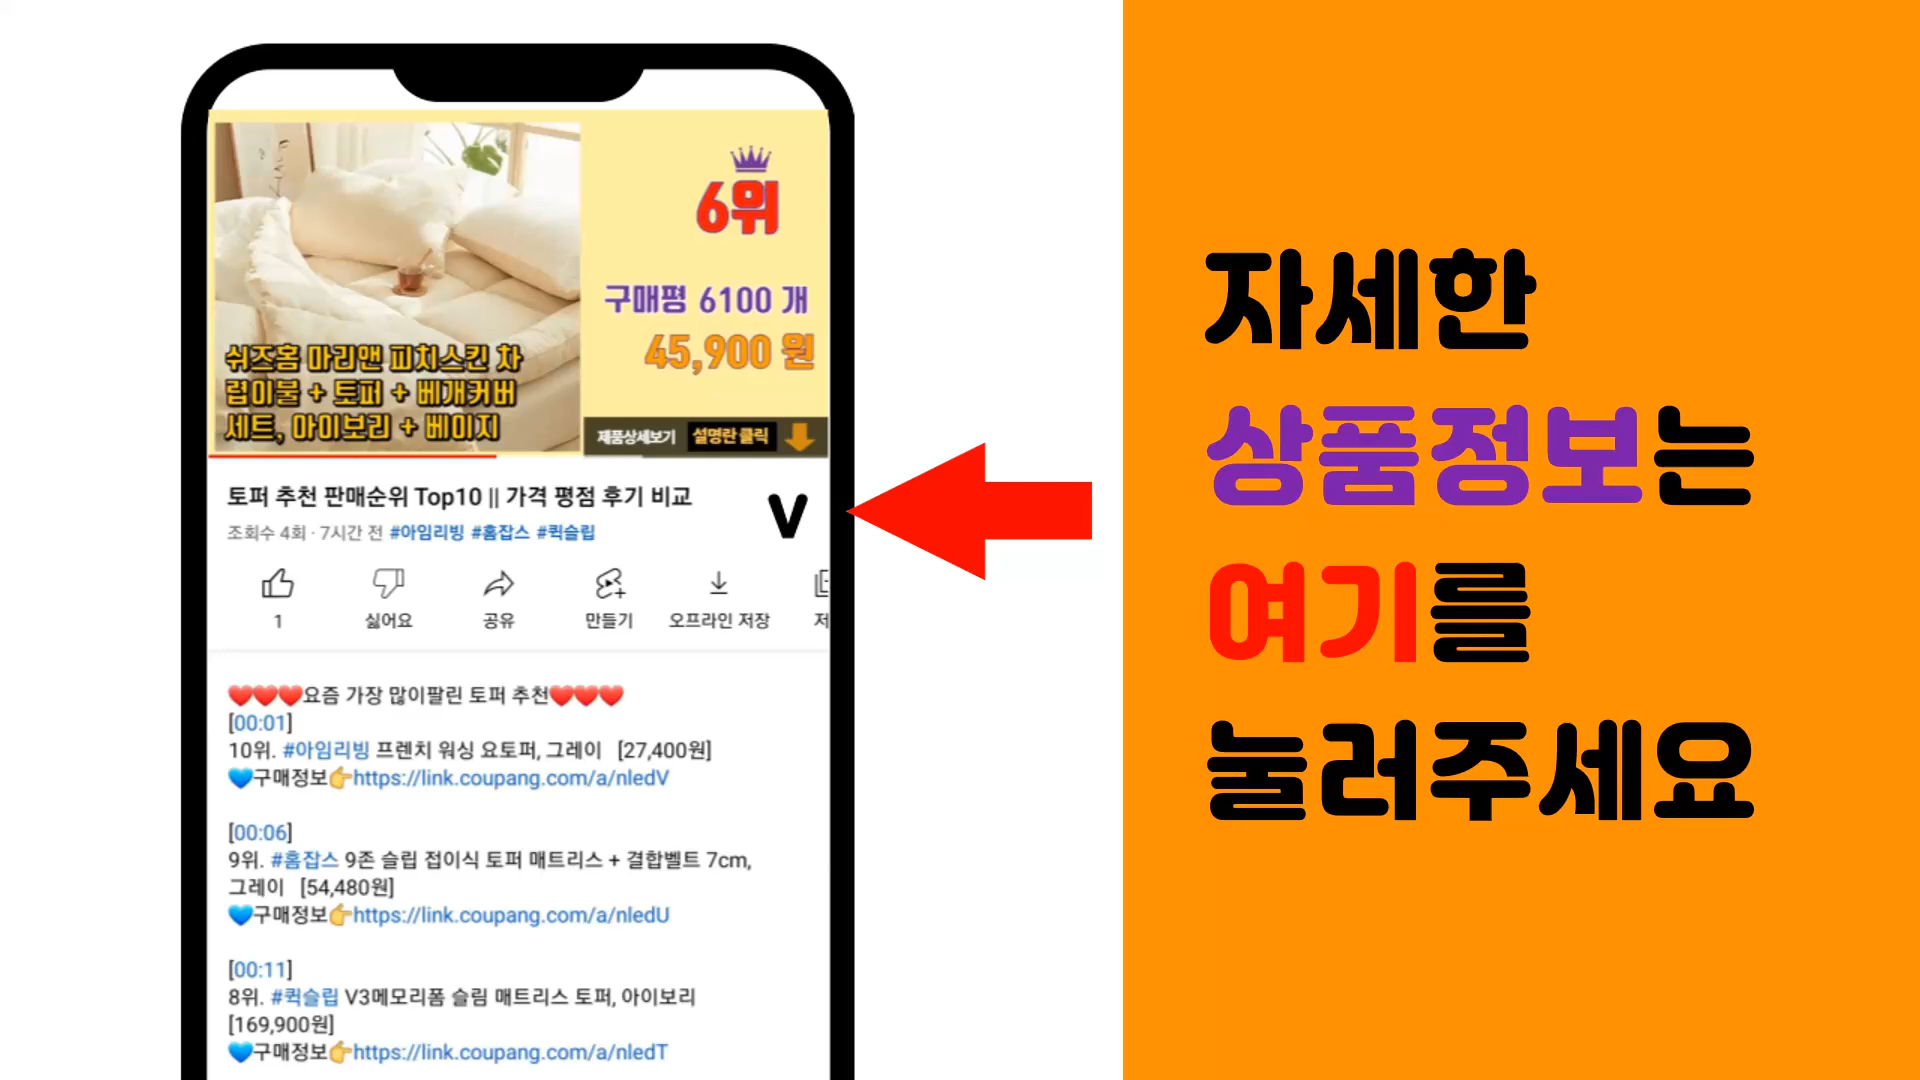 6위
구매평 6100 개
45,900 원
쉬즈홈 마리앤 피치스킨 차
렵이불 + 토퍼 + 베개커버
세트, 아이보리 + 베이지
제품상세보기 설명란 클릭
토퍼 추천 판매순위 Top10 || 가격 평점 후기 비교
V
조회수 4회 · 7시간 전 #아임리빙 #홈잡스 #퀵슬립
1 싫어요 공유 만들기 오프라인 저장 저
❤❤❤요즘 가장 많이팔린 토퍼 추천❤❤❤
[00:01]
10위. #아임리빙 프렌치 워싱 요토퍼, 그레이 [27,400원]
💙구매정보👉https://link.coupang.com/a/nledV
[00:06]
9위. #홈잡스 9존 슬립 접이식 토퍼 매트리스 + 결합벨트 7cm,
그레이 [54,480원]
💙구매정보👉https://link.coupang.com/a/nledU
[00:11]
8위. #퀵슬립 V3메모리폼 슬림 매트리스 토퍼, 아이보리
[169,900원]
💙구매정보👉https://link.coupang.com/a/nledT
자세한
상품정보는
여기를
눌러주세요